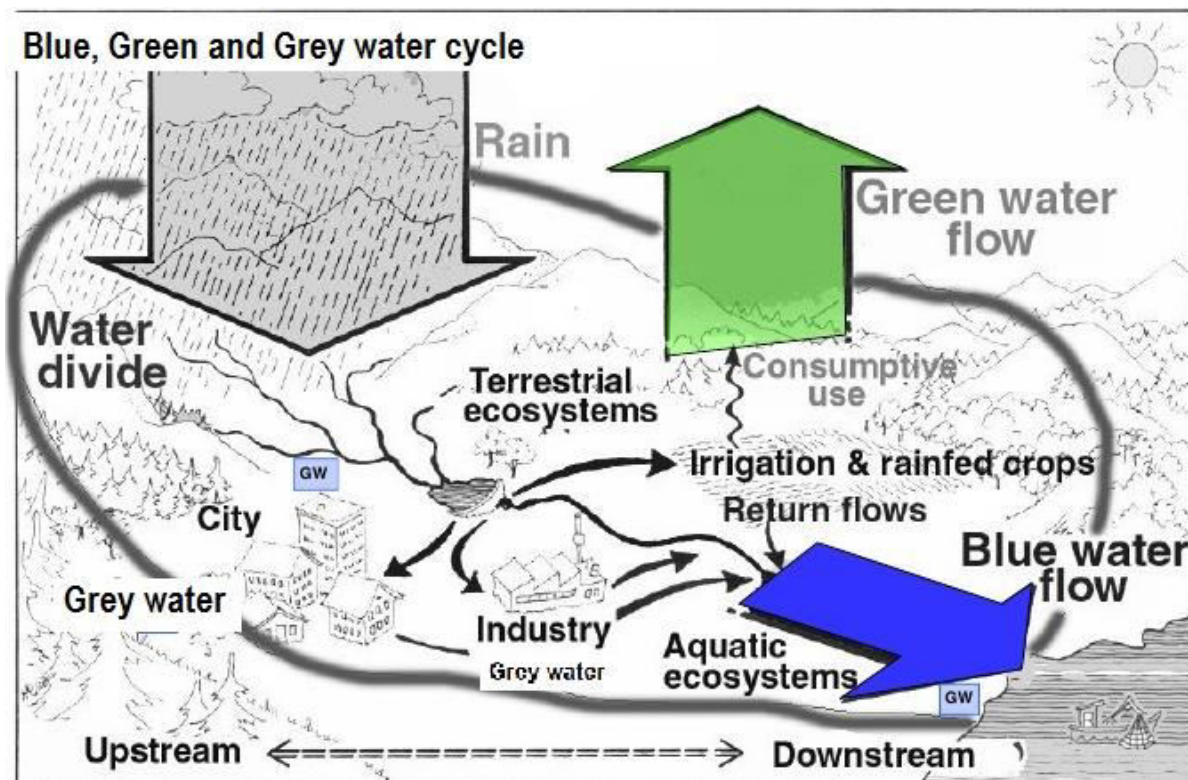 Blue, Green and Grey water cycle
Rain
Green water
flow
Water
divide
Terrestrial
ecosystems
Consumptive
use
GW
Irrigation & rainfed crops
City
Return flows
Blue water
flow
Grey water
Industry
Grey water
Aquatic
ecosystems
GW
Upstream
Downstream